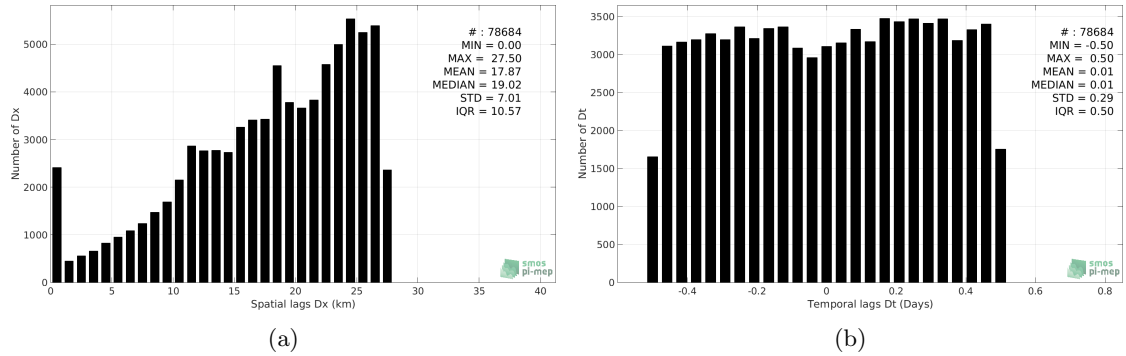 # : 78684
MIN = 0.00
MAX = 27.50
MEAN = 17.87
MEDIAN = 19.02
STD = 7.01
IQR = 10.57
5000
4000
3000
2000
1000
0
Number of Dx
0 5 10 15 20 25 30 35 40
Spatial lags Dx (km)
smos
pi-mep
(a)
# : 78684
MIN = -0.50
MAX = 0.50
MEAN = 0.01
MEDIAN = 0.01
STD = 0.29
IQR = 0.50
3500
3000
2500
2000
1500
1000
500
0
Number of Dt
-0.4 -0.2 0 0.2 0.4 0.6 0.8
Temporal lags Dt (Days)
smos
pi-mep
(b)